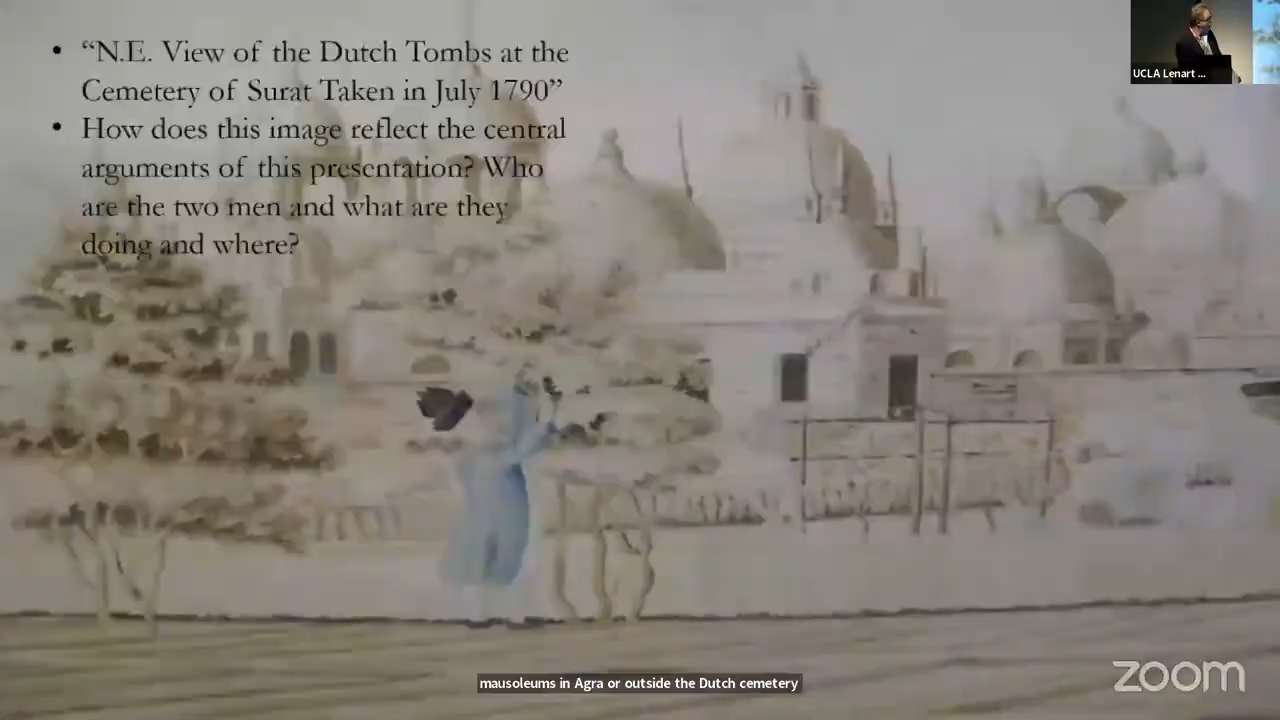 “N.E. View of the Dutch Tombs at the
Cemetery of Surat Taken in July 1790”
How does this image reflect the central
arguments of this presentation? Who
are the two men and what are they
doing and where?
UCLA Lenart ...
mausoleums in Agra or outside the Dutch cemetery
zoom